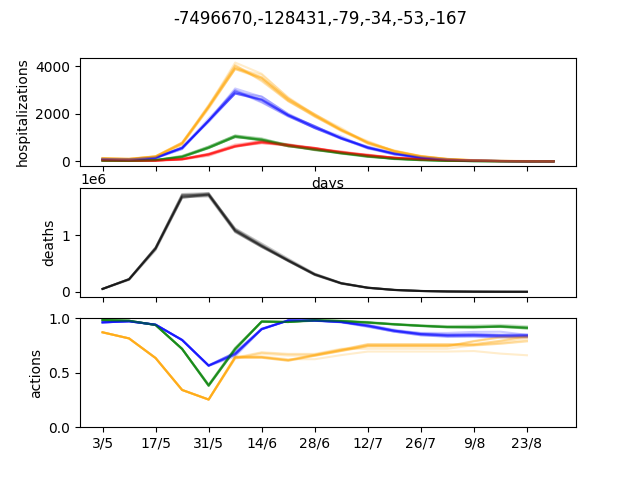 -7496670,-128431,-79,-34,-53,-167
hospitalizations
4000
2000
0
days
1e6
deaths
1
0
actions
1.0
0.5
0.0
3/5 17/5 31/5 14/6 28/6 12/7 26/7 9/8 23/8